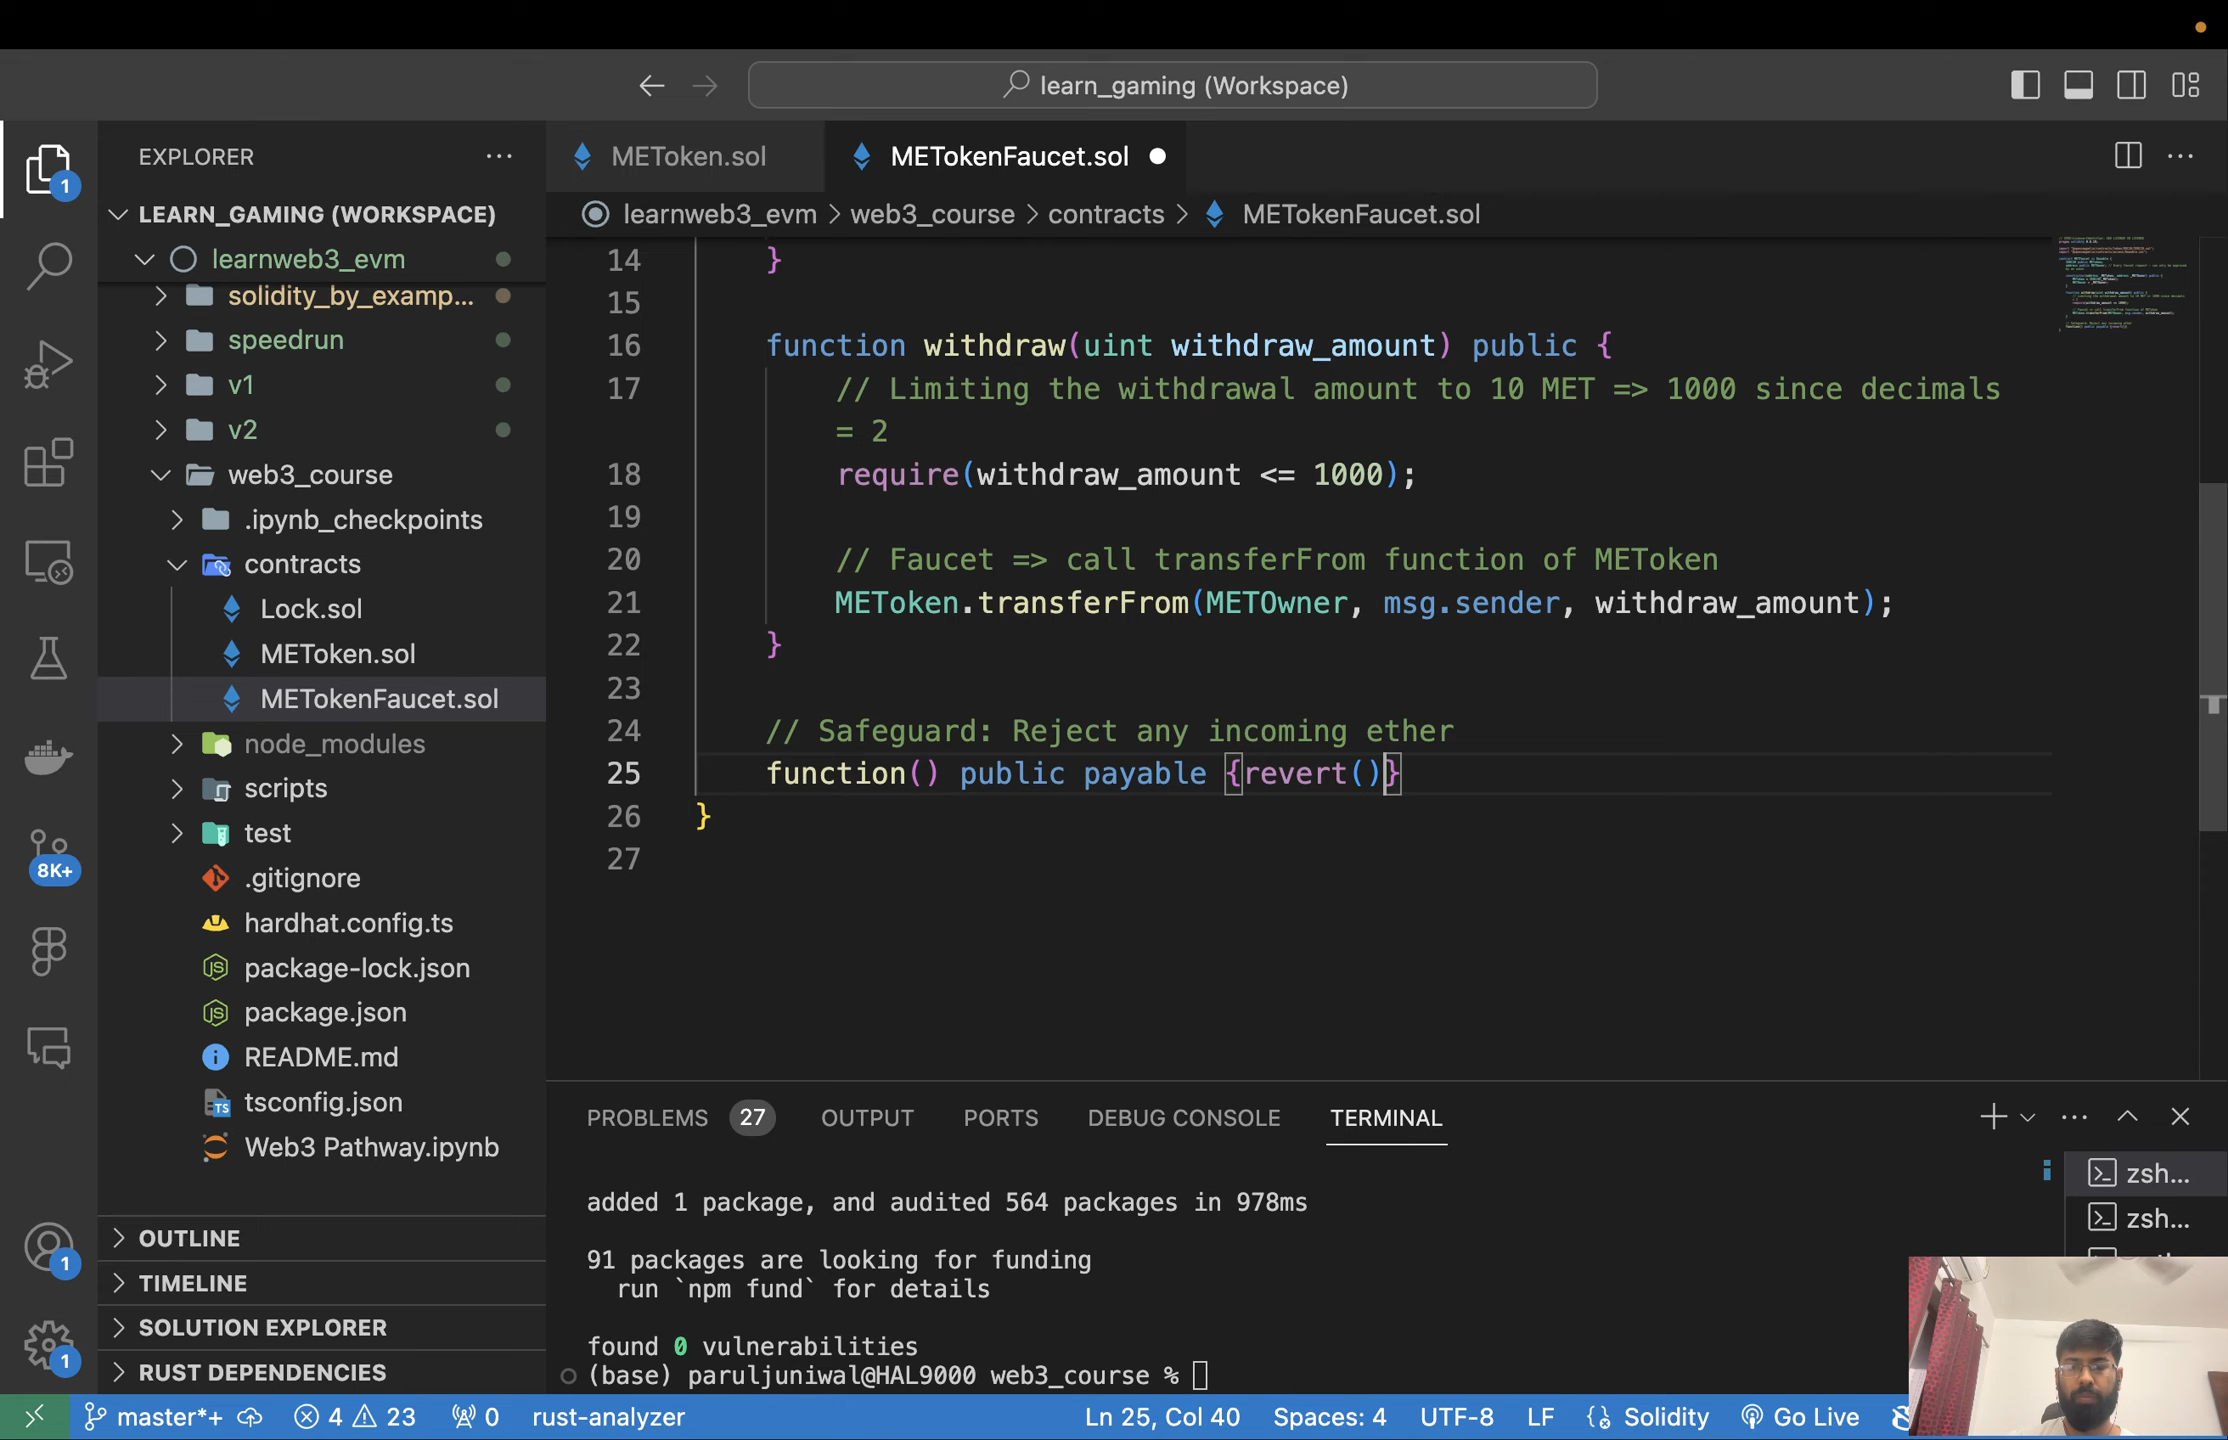 learn_gaming (Workspace)
EXPLORER
METoken.sol
METokenFaucet.sol
LEARN_GAMING (WORKSPACE)
learnweb3_evm > web3_course > contracts > METokenFaucet.sol
learnweb3_evm
solidity_by_examp...
speedrun
v1
v2
web3_course
.ipynb_checkpoints
contracts
Lock.sol
METoken.sol
METokenFaucet.sol
node_modules
scripts
test
.gitignore
hardhat.config.ts
package-lock.json
package.json
README.md
tsconfig.json
Web3 Pathway.ipynb
OUTLINE
TIMELINE
SOLUTION EXPLORER
RUST DEPENDENCIES
1
8K+
1
1
14 }
15
16 function withdraw(uint withdraw_amount) public {
17 // Limiting the withdrawal amount to 10 MET => 1000 since decimals
= 2
18 require(withdraw_amount <= 1000);
19
20 // Faucet => call transferFrom function of METoken
21 METoken.transferFrom(METOwner, msg.sender, withdraw_amount);
22 }
23
24 // Safeguard: Reject any incoming ether
25 function() public payable {revert()}
26 }
27
PROBLEMS 27 OUTPUT PORTS DEBUG CONSOLE TERMINAL
added 1 package, and audited 564 packages in 978ms
91 packages are looking for funding
run `npm fund` for details
found 0 vulnerabilities
(base) paruljuniwal@HAL9000 web3_course %
zsh...
zsh...
master*+ 4 23 0 rust-analyzer Ln 25, Col 40 Spaces: 4 UTF-8 LF Solidity Go Live